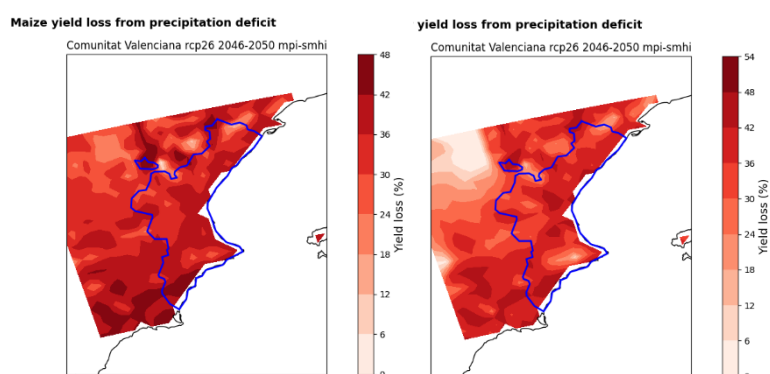 Maize yield loss from precipitation deficit
Comunitat Valenciana rcp26 2046-2050 mpi-smhi
48
42
36
30
24
18
12
6
Yield loss (%)
yield loss from precipitation deficit
Comunitat Valenciana rcp26 2046-2050 mpi-smhi
54
48
42
36
30
24
18
12
6
Yield loss (%)